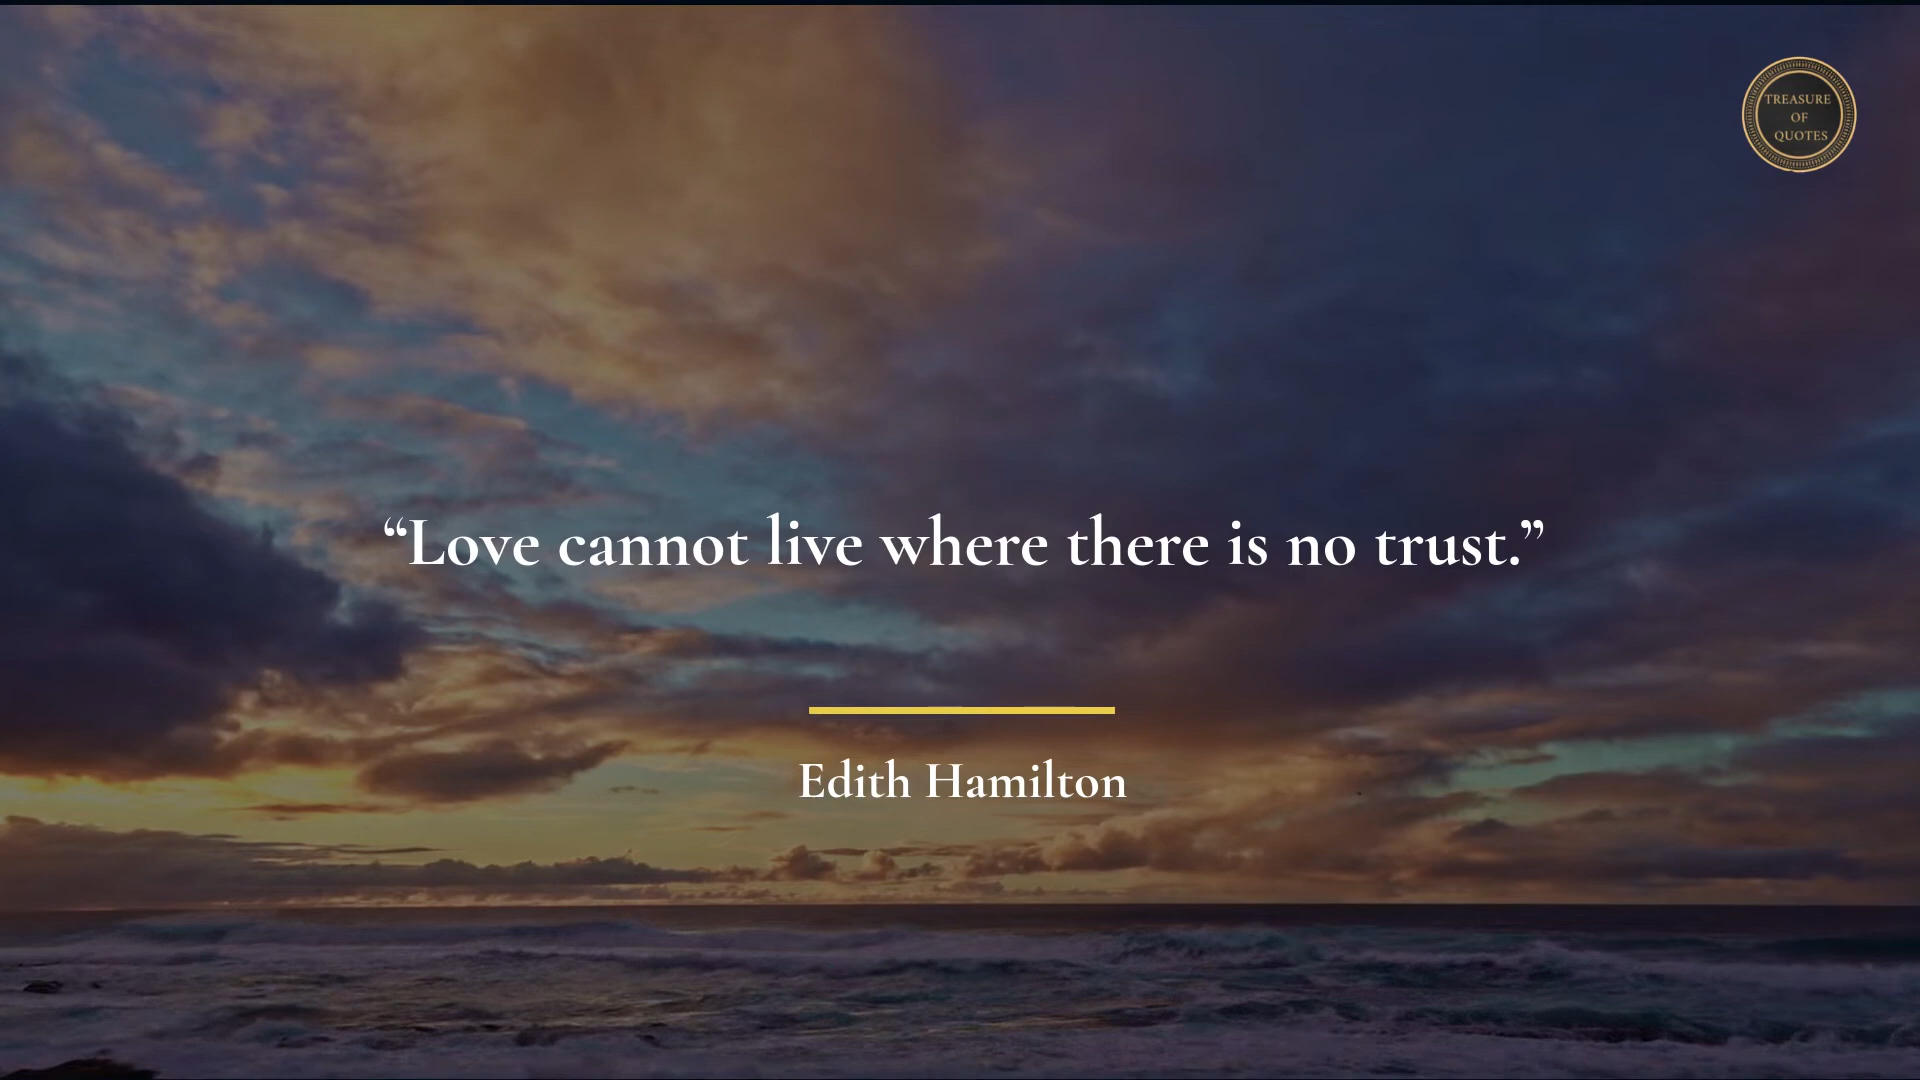 TREASURE
OF
QUOTES
“Love cannot live where there is no trust.”
Edith Hamilton